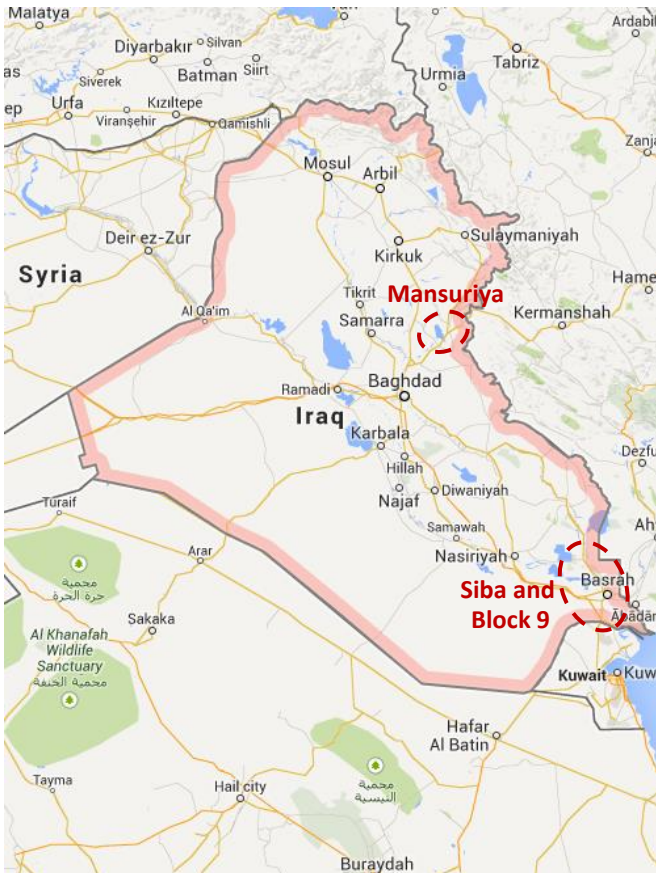 Malatya
Diyarbakır
Silvan
Ardabil
Batman
Siirt
Tabriz
Siverek
Urmia
Urfa
Kızıltepe
Viranşehir
Qamishli
Zanja
Mosul
Arbil
Deir ez-Zur
Sulaymaniyah
Kirkuk
Syria
Hame
Tikrit
Mansuriya
Al Qa'im
Samarra
Kermanshah
Baghdad
Ramadi
Iraq
Karbala
Dezfu
Hillah
Najaf
Diwaniyah
Turaif
Samawah
Ah
Arar
Nasiriyah
محمية
حرة الحرة
Siba and
Block 9
Basrah
Ābādān
Sakaka
Al Khanafah
Wildlife
Sanctuary
محمية الخنفة
Kuwait
Kuw
Hafar
Al Batin
Tayma
Hail city
محمية
التيسية
Buraydah